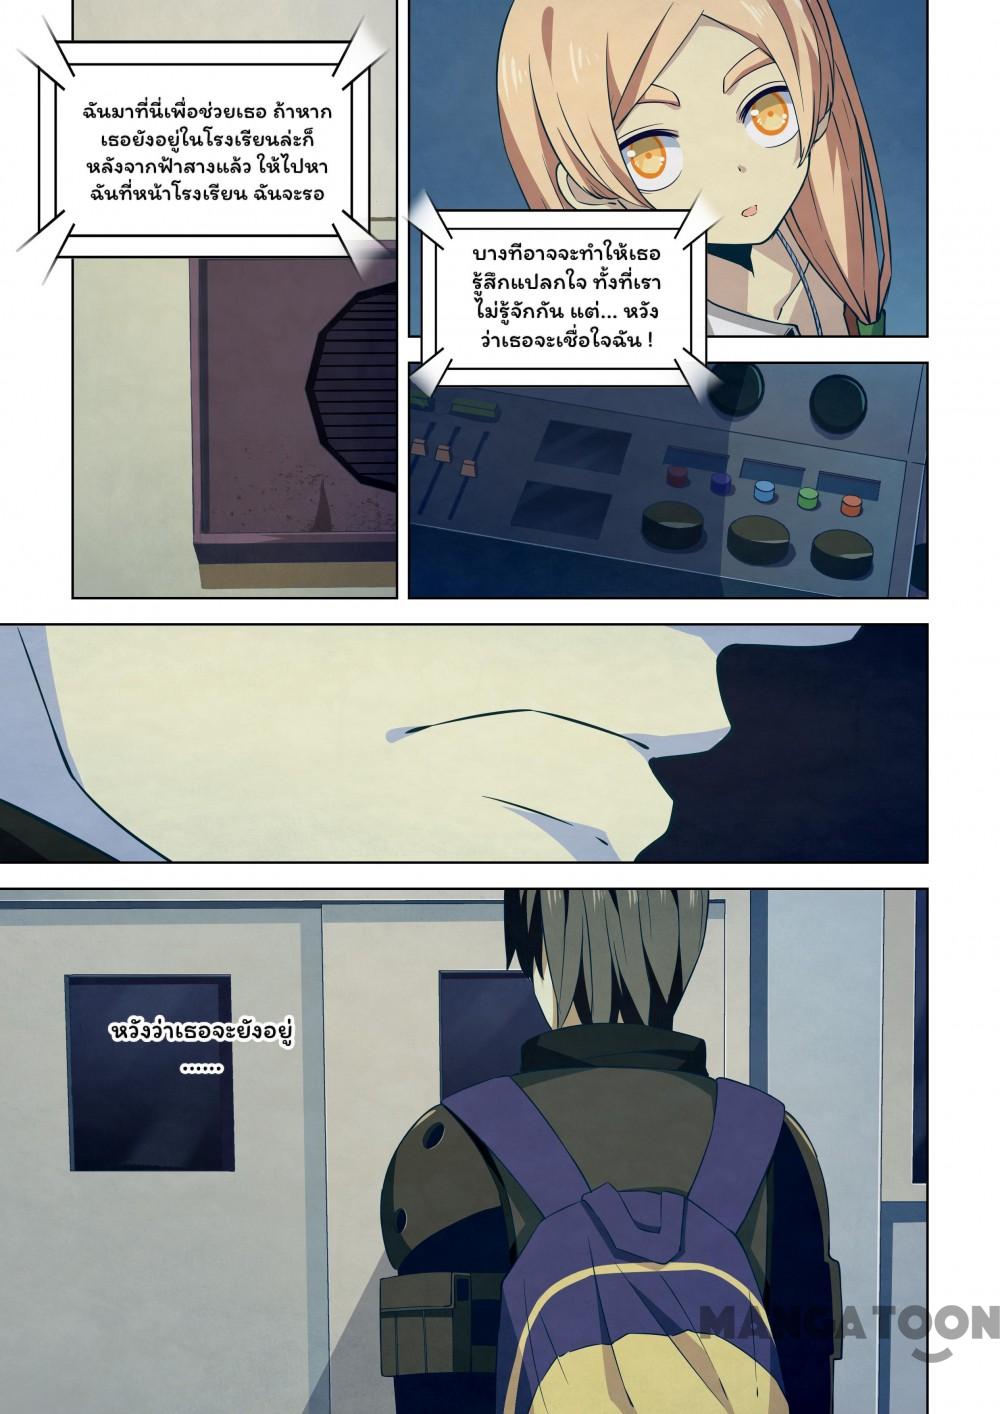 ฉันมาที่นี่เพื่อช่วยเธอ ถ้าหาก
เธอยังอยู่ในโรงเรียนล่ะก็
หลังจากฟ้าสางแล้ว ให้ไปหา
ฉันที่หน้าโรงเรียน ฉันจะรอ
บางทีอาจจะทำให้เธอ
รู้สึกแปลกใจ ทั้งที่เรา
ไม่รู้จักกัน แต่... หวัง
ว่าเธอจะเชื่อใจฉัน !
หวังว่าเธอจะยังอยู่
......
MANGATOON